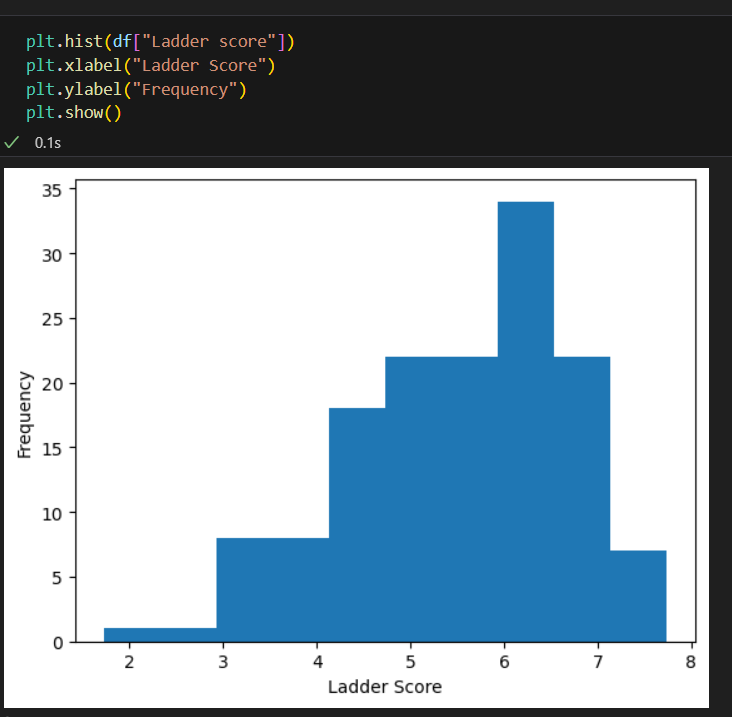 plt.hist(df["Ladder score"])
plt.xlabel("Ladder Score")
plt.ylabel("Frequency")
plt.show()
0.1s
35
30
25
20
15
10
5
0
Frequency
2 3 4 5 6 7 8
Ladder Score